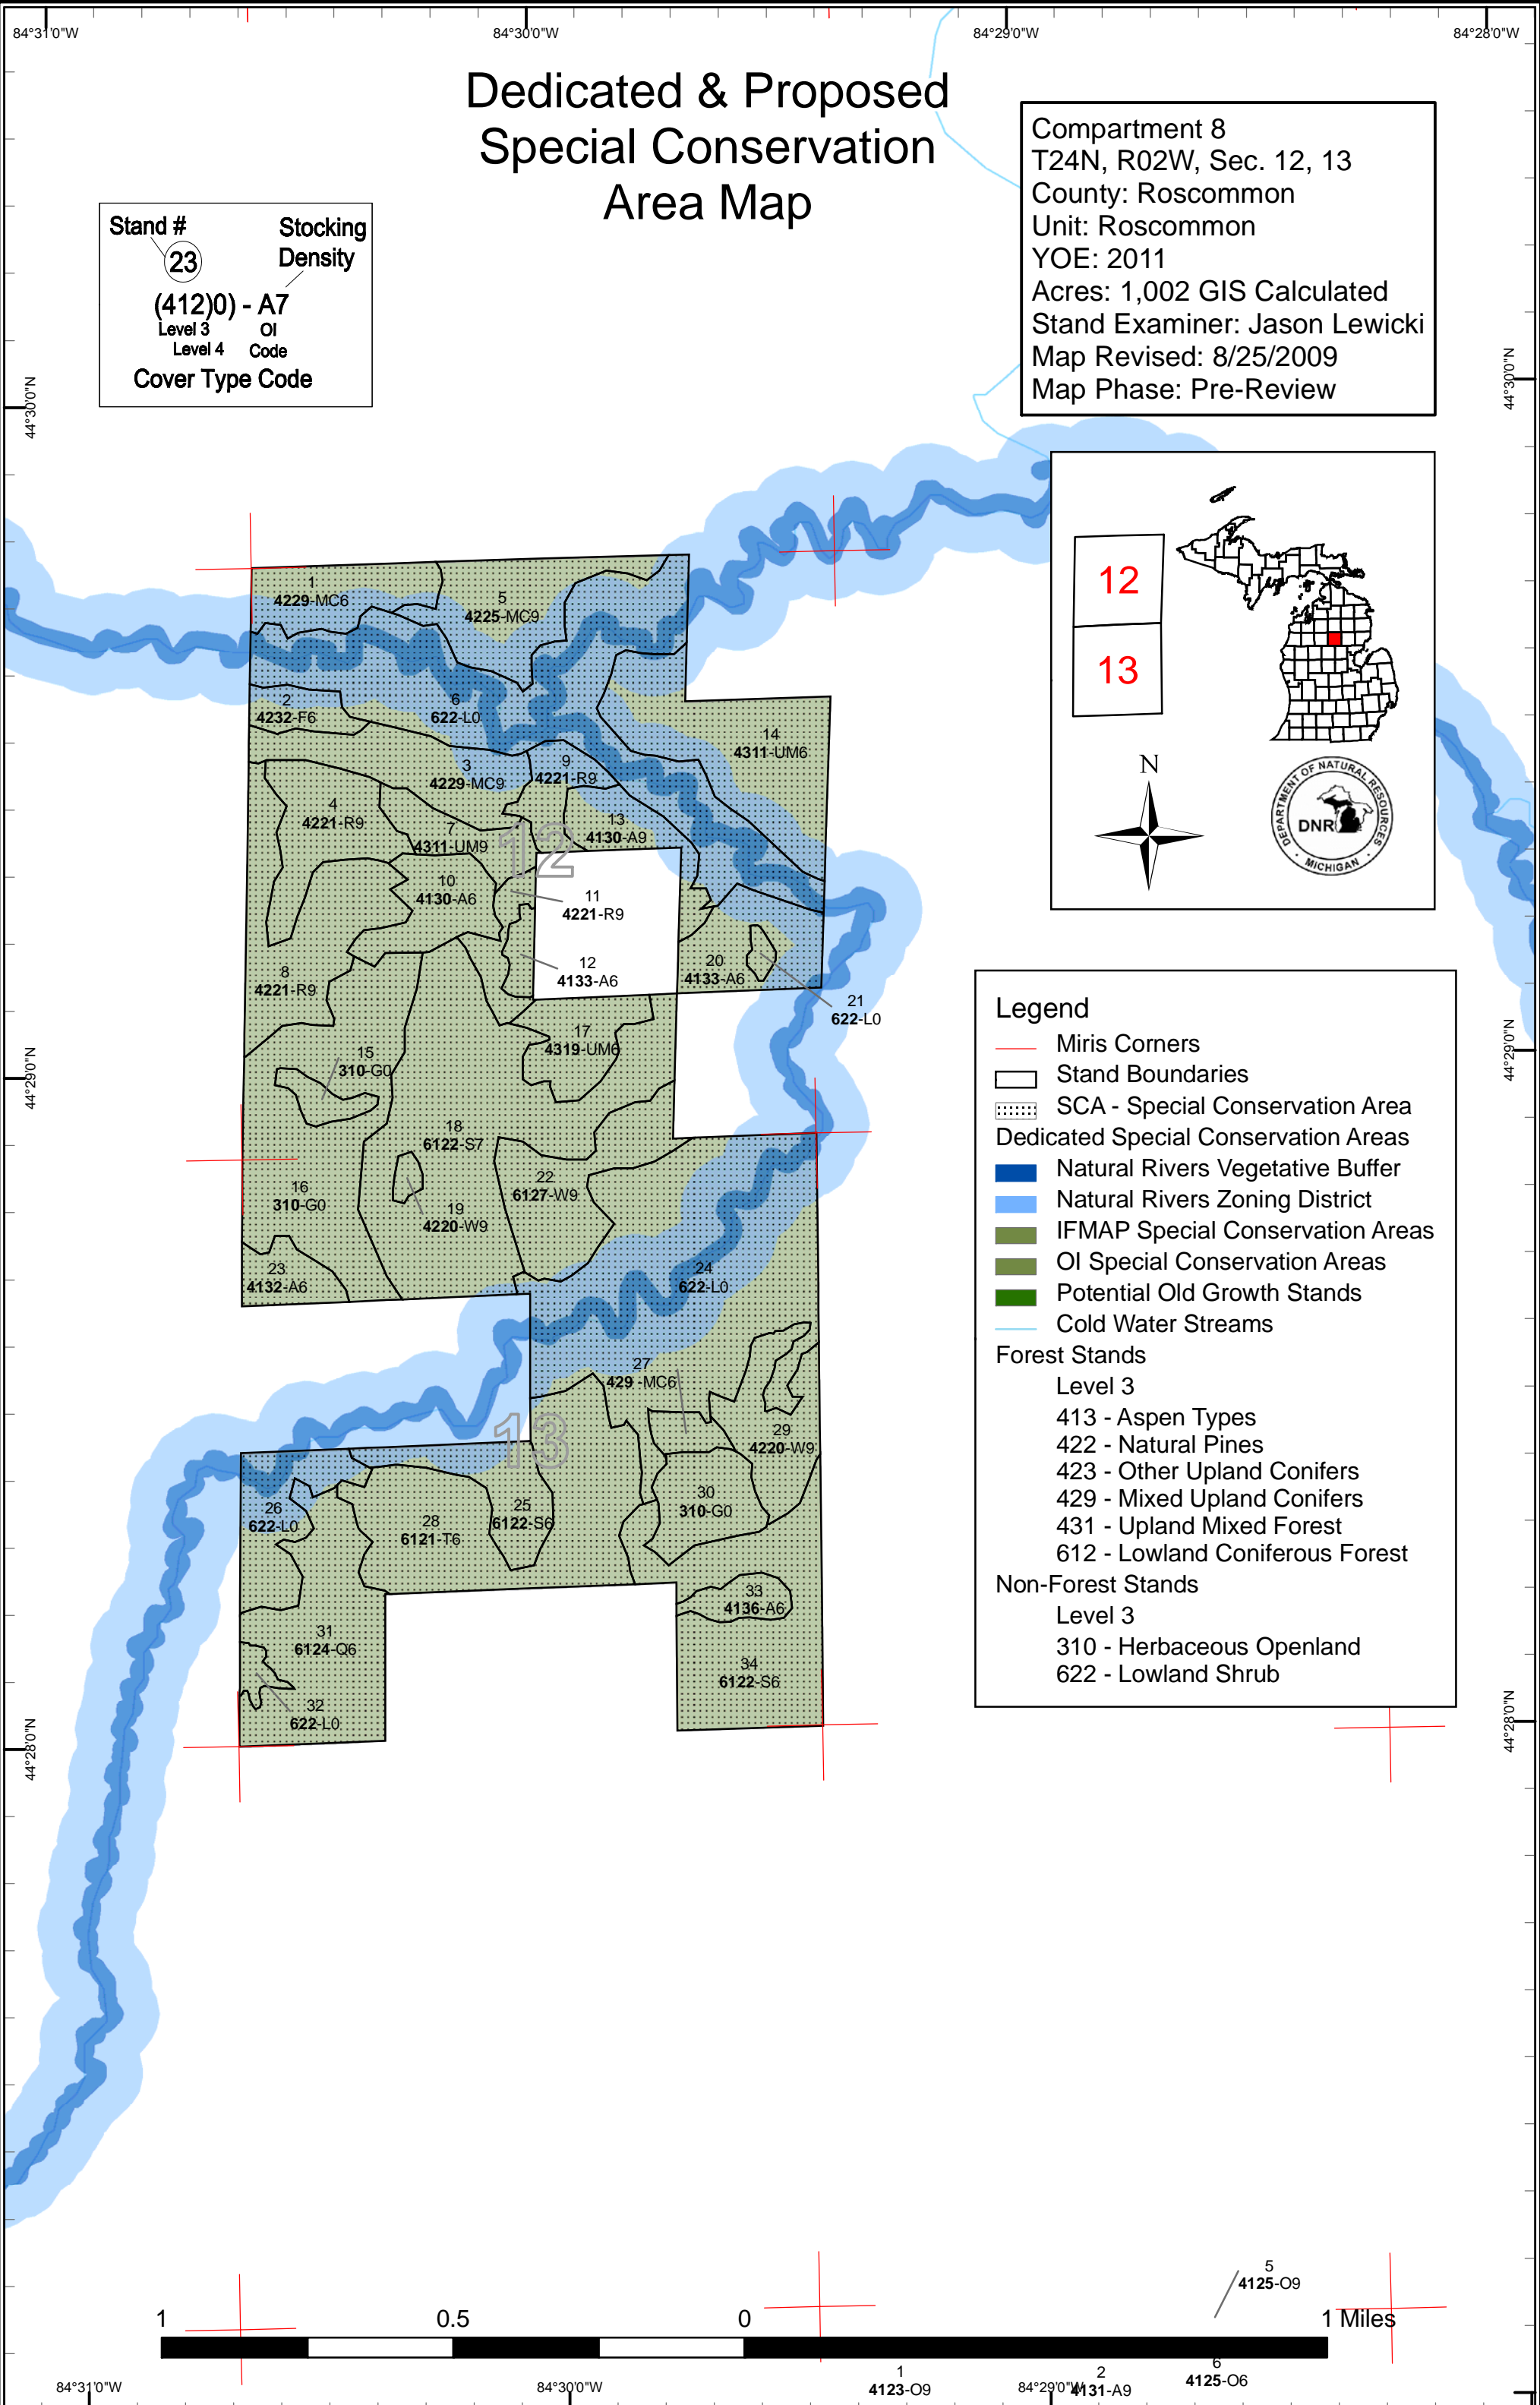 84°31'0"W
84°30'0"W
84°29'0"W
84°28'0"W
Dedicated & Proposed
Special Conservation
Area Map
Compartment 8
T24N, R02W, Sec. 12, 13
County: Roscommon
Unit: Roscommon
YOE: 2011
Acres: 1,002 GIS Calculated
Stand Examiner: Jason Lewicki
Map Revised: 8/25/2009
Map Phase: Pre-Review
Stand #
Stocking
Density
23
(412)0) - A7
Level 3
OI
Level 4
Code
Cover Type Code
44°30'0"N
44°30'0"N
12
13
N
DEPARTMENT OF NATURAL RESOURCES
DNR
MICHIGAN
1
4229-MC6
5
4225-MC9
2
4232-F6
6
622-L0
14
4311-UM6
3
4229-MC9
9
4221-R9
4
4221-R9
7
4311-UM9
13
4130-A9
12
10
4130-A6
11
4221-R9
12
4133-A6
20
4133-A6
8
4221-R9
21
622-L0
17
4319-UM6
15
310-G0
44°29'0"N
44°29'0"N
18
6122-S7
22
6127-W9
16
310-G0
19
4220-W9
23
4132-A6
24
622-L0
27
429 -MC6
13
29
4220-W9
30
310-G0
26
622-L0
28
6121-T6
25
6122-S6
33
4136-A6
31
6124-Q6
34
6122-S6
32
622-L0
44°28'0"N
44°28'0"N
Legend
Miris Corners
Stand Boundaries
SCA - Special Conservation Area
Dedicated Special Conservation Areas
Natural Rivers Vegetative Buffer
Natural Rivers Zoning District
IFMAP Special Conservation Areas
OI Special Conservation Areas
Potential Old Growth Stands
Cold Water Streams
Forest Stands
Level 3
413 - Aspen Types
422 - Natural Pines
423 - Other Upland Conifers
429 - Mixed Upland Conifers
431 - Upland Mixed Forest
612 - Lowland Coniferous Forest
Non-Forest Stands
Level 3
310 - Herbaceous Openland
622 - Lowland Shrub
5
4125-O9
1
0.5
0
1 Miles
1
4123-O9
2
4131-A9
6
4125-O6
84°31'0"W
84°30'0"W
84°29'0"W